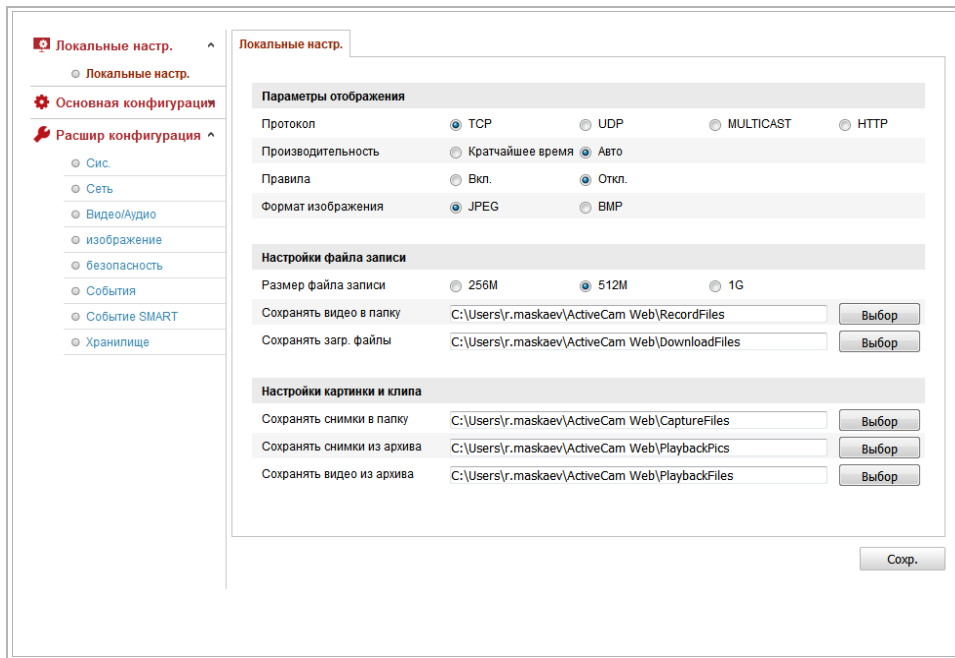 Локальные настр.
Локальные настр.
Основная конфигурация
Расшир конфигурация
Сис.
Сеть
Видео/Аудио
изображение
безопасность
События
Событие SMART
Хранилище
Локальные настр.
Параметры отображения
Протокол TCP UDP MULTICAST HTTP
Производительность Кратчайшее время Авто
Правила Вкл. Откл.
Формат изображения JPEG BMP
Настройки файла записи
Размер файла записи 256M 512M 1G
Сохранять видео в папку C:\Users\r.maskaev\ActiveCam Web\RecordFiles Выбор
Сохранять загр. файлы C:\Users\r.maskaev\ActiveCam Web\DownloadFiles Выбор
Настройки картинки и клипа
Сохранять снимки в папку C:\Users\r.maskaev\ActiveCam Web\CaptureFiles Выбор
Сохранять снимки из архива C:\Users\r.maskaev\ActiveCam Web\PlaybackPics Выбор
Сохранять видео из архива C:\Users\r.maskaev\ActiveCam Web\PlaybackFiles Выбор
Сохр.